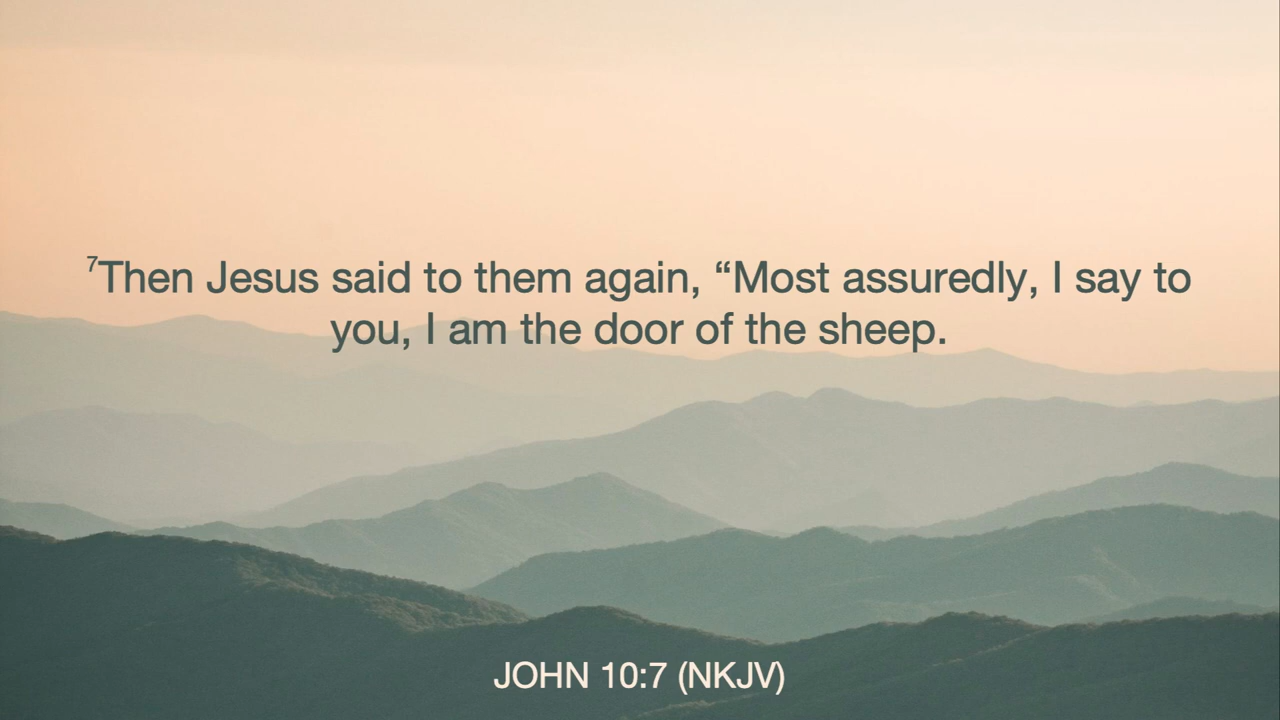 ⁷Then Jesus said to them again, “Most assuredly, I say to
you, I am the door of the sheep.
JOHN 10:7 (NKJV)